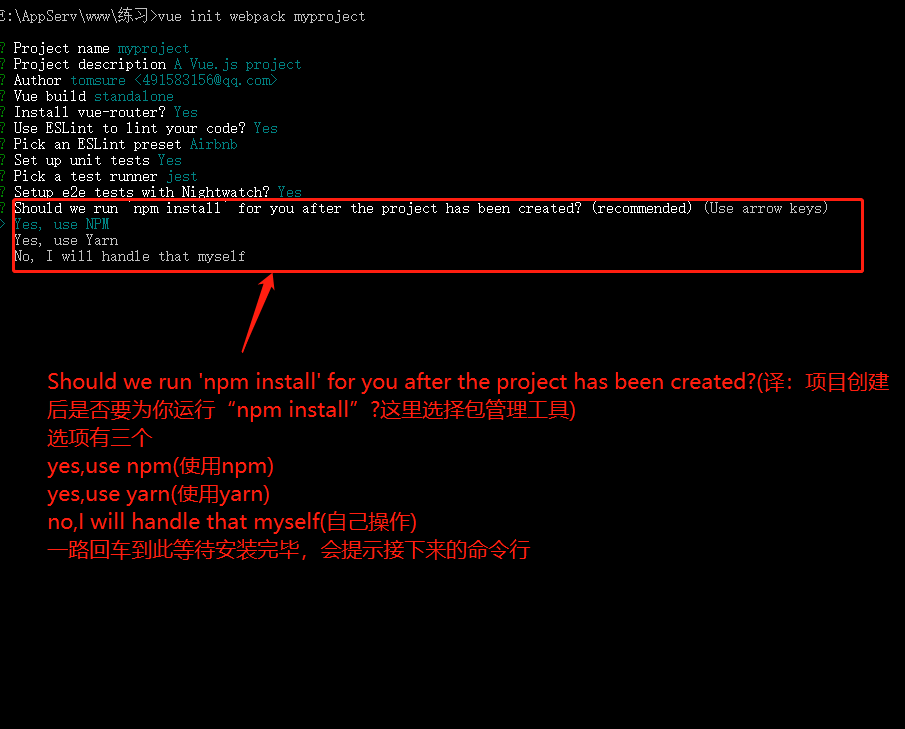 E:\AppServ\www\练习>vue init webpack myproject
? Project name myproject
? Project description A Vue.js project
? Author tomsure <491583156@qq.com>
? Vue build standalone
? Install vue-router? Yes
? Use ESLint to lint your code? Yes
? Pick an ESLint preset Airbnb
? Set up unit tests Yes
? Pick a test runner jest
? Setup e2e tests with Nightwatch? Yes
? Should we run `npm install` for you after the project has been created? (recommended) (Use arrow keys)
> Yes, use NPM
Yes, use Yarn
No, I will handle that myself
Should we run 'npm install' for you after the project has been created?(译：项目创建
后是否要为你运行“npm install”?这里选择包管理工具)
选项有三个
yes,use npm(使用npm)
yes,use yarn(使用yarn)
no,I will handle that myself(自己操作)
一路回车到此等待安装完毕，会提示接下来的命令行